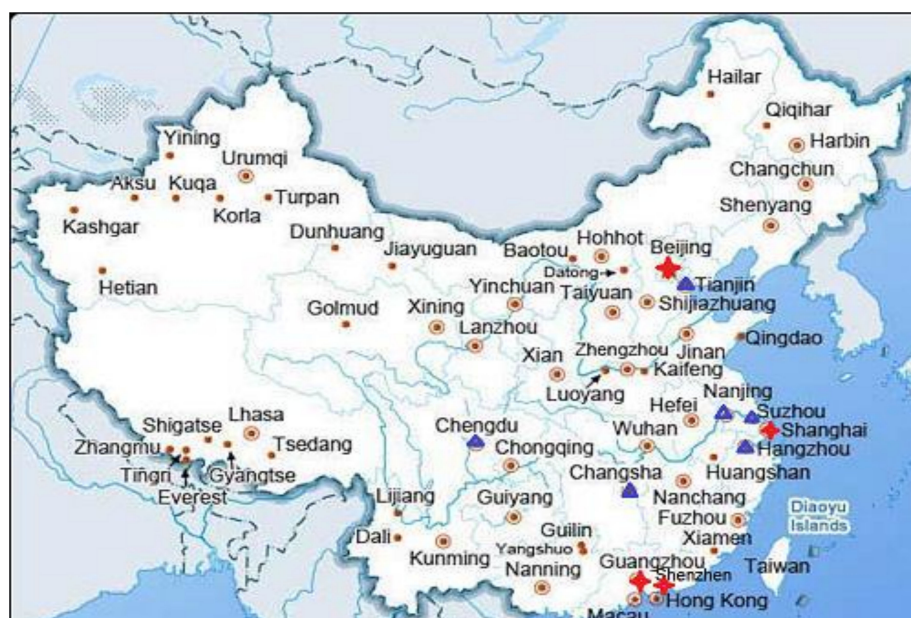 Hailar
Qiqihar
Harbin
Yining
Urumqi
Changchun
Aksu
Kuqa
Korla
Turpan
Kashgar
Shenyang
Dunhuang
Jiayuguan
Baotou
Hohhot
Beijing
Hetian
Datong
Tianjin
Yinchuan
Taiyuan
Shijiazhuang
Golmud
Xining
Lanzhou
Jinan
Qingdao
Xian
Zhengzhou
Kaifeng
Luoyang
Nanjing
Hefei
Suzhou
Shigatse
Lhasa
Chengdu
Wuhan
Shanghai
Zhangmu
Tsedang
Chongqing
Hangzhou
Tingri
Gyangtse
Changsha
Huangshan
Everest
Lijiang
Guiyang
Nanchang
Diaoyu
Islands
Fuzhou
Dali
Guilin
Kunming
Yangshuo
Xiamen
Nanning
Guangzhou
Shenzhen
Taiwan
Macau
Hong Kong